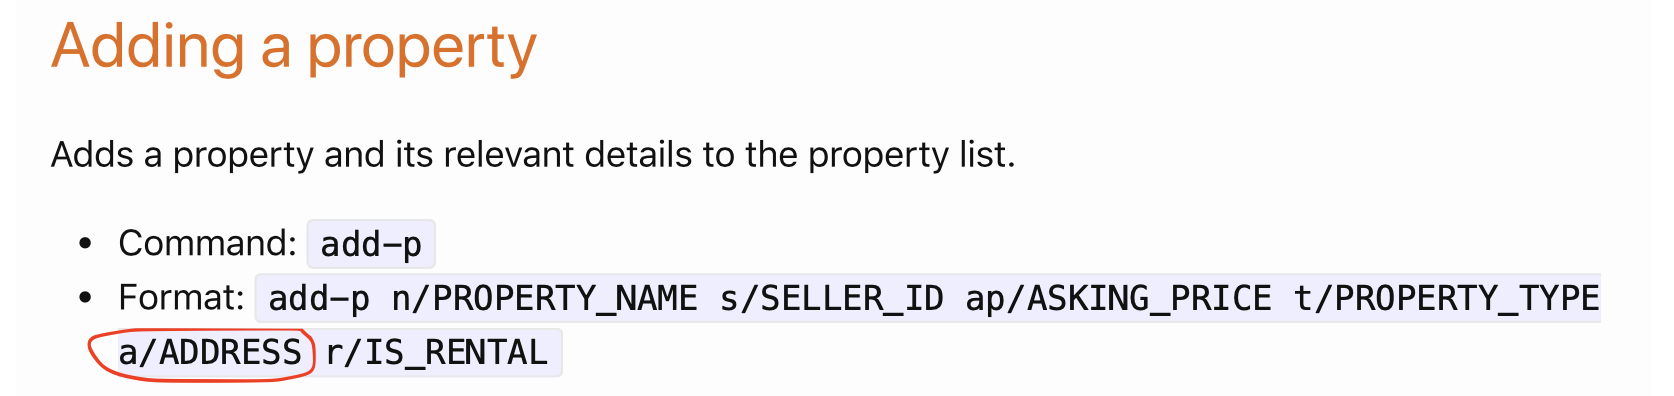 Adding a property
Adds a property and its relevant details to the property list.
• Command: add-p
• Format: add-p n/PROPERTY_NAME s/SELLER_ID ap/ASKING_PRICE t/PROPERTY_TYPE
a/ADDRESS r/IS_RENTAL